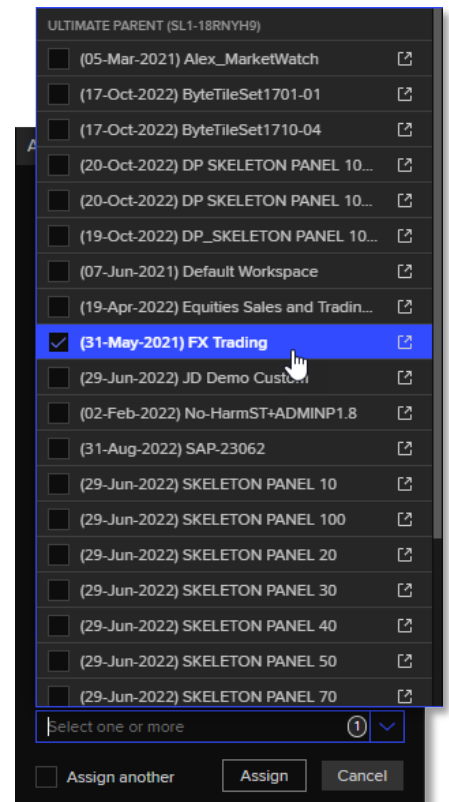 ULTIMATE PARENT (SL1-18RNYH9)
(05-Mar-2021) Alex_MarketWatch
(17-Oct-2022) ByteTileSet1701-01
(17-Oct-2022) ByteTileSet1710-04
(20-Oct-2022) DP SKELETON PANEL 10...
(20-Oct-2022) DP SKELETON PANEL 10...
(19-Oct-2022) DP_SKELETON PANEL 10...
(07-Jun-2021) Default Workspace
(19-Apr-2022) Equities Sales and Tradin...
(31-May-2021) FX Trading
(29-Jun-2022) JD Demo Custom
(02-Feb-2022) No-HarmST+ADMINP1.8
(31-Aug-2022) SAP-23062
(29-Jun-2022) SKELETON PANEL 10
(29-Jun-2022) SKELETON PANEL 100
(29-Jun-2022) SKELETON PANEL 20
(29-Jun-2022) SKELETON PANEL 30
(29-Jun-2022) SKELETON PANEL 40
(29-Jun-2022) SKELETON PANEL 50
(29-Jun-2022) SKELETON PANEL 70
Select one or more 1
Assign another Assign Cancel